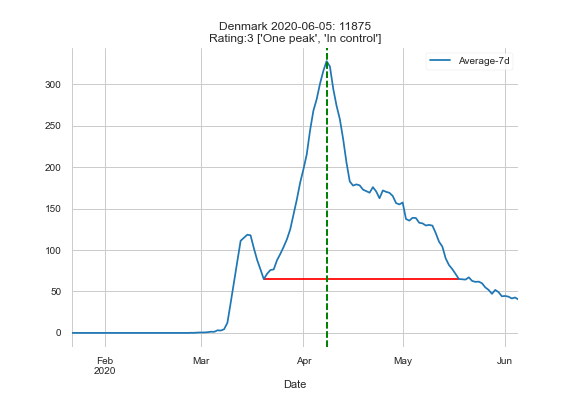 Denmark 2020-06-05: 11875
Rating:3 ['One peak', 'In control']
Average-7d
300
250
200
150
100
50
0
Feb
2020
Mar
Apr
May
Jun
Date